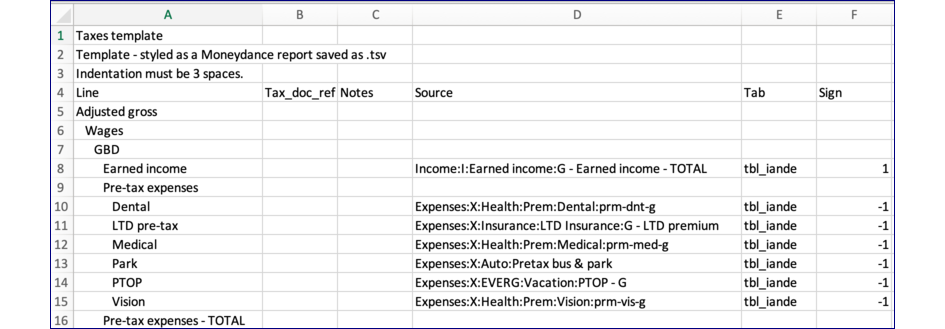 A B C D E F
1 Taxes template
2 Template - styled as a Moneydance report saved as .tsv
3 Indentation must be 3 spaces.
4 Line Tax_doc_ref Notes Source Tab Sign
5 Adjusted gross
6 Wages
7 GBD
8 Earned income Income:I:Earned income:G - Earned income - TOTAL tbl_iande 1
9 Pre-tax expenses
10 Dental Expenses:X:Health:Prem:Dental:prm-dnt-g tbl_iande -1
11 LTD pre-tax Expenses:X:Insurance:LTD Insurance:G - LTD premium tbl_iande -1
12 Medical Expenses:X:Health:Prem:Medical:prm-med-g tbl_iande -1
13 Park Expenses:X:Auto:Pretax bus & park tbl_iande -1
14 PTOP Expenses:X:EVERG:Vacation:PTOP - G tbl_iande -1
15 Vision Expenses:X:Health:Prem:Vision:prm-vis-g tbl_iande -1
16 Pre-tax expenses - TOTAL